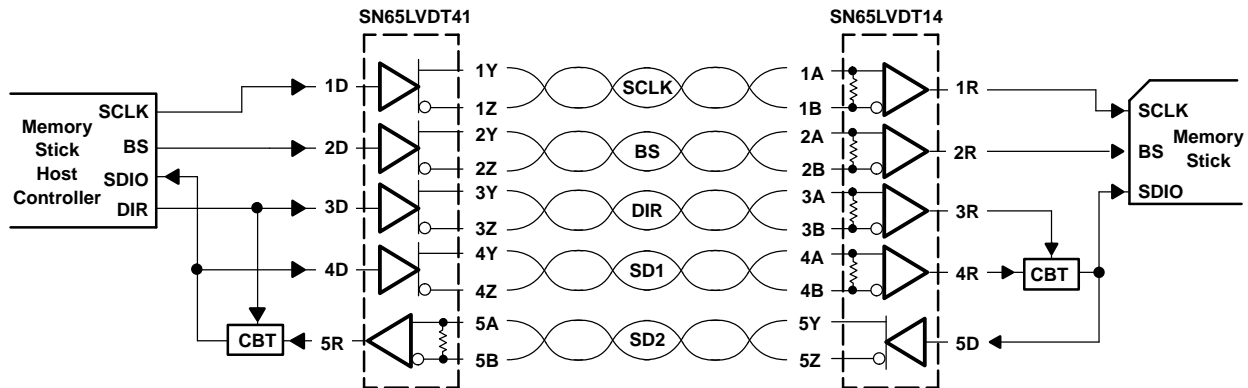 SN65LVDT41
SN65LVDT14
Memory
Stick
Host
Controller
SCLK
BS
SDIO
DIR
1D
2D
3D
4D
CBT
5R
1Y
1Z
2Y
2Z
3Y
3Z
4Y
4Z
5A
5B
SCLK
BS
DIR
SD1
SD2
1A
1B
2A
2B
3A
3B
4A
4B
5Y
5Z
1R
2R
3R
4R
CBT
5D
SCLK
BS
SDIO
Memory
Stick